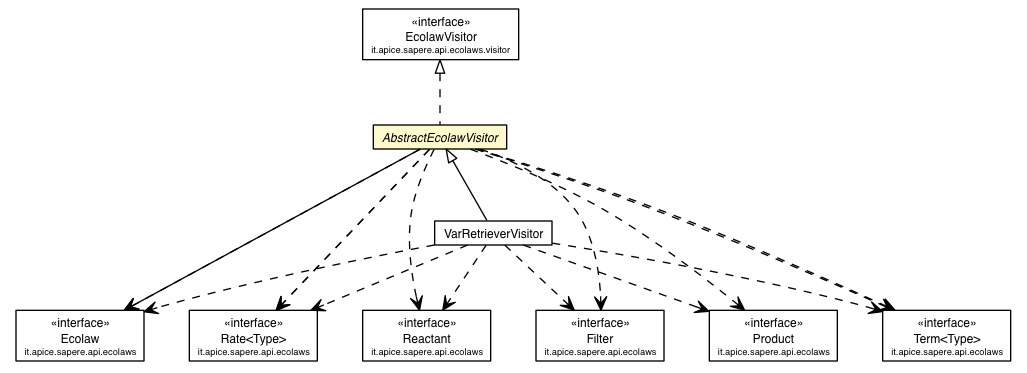 «interface»
EcolawVisitor
it.apice.sapere.api.ecolaws.visitor
AbstractEcolawVisitor
VarRetrieverVisitor
«interface»
Ecolaw
it.apice.sapere.api.ecolaws
«interface»
Rate<Type>
it.apice.sapere.api.ecolaws
«interface»
Reactant
it.apice.sapere.api.ecolaws
«interface»
Filter
it.apice.sapere.api.ecolaws
«interface»
Product
it.apice.sapere.api.ecolaws
«interface»
Term<Type>
it.apice.sapere.api.ecolaws